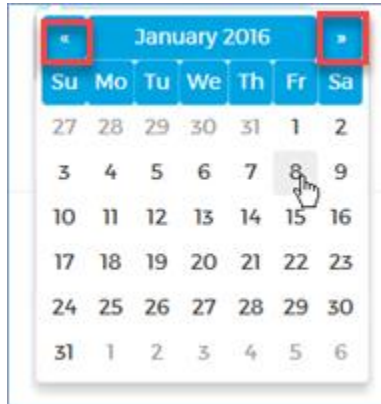 « January 2016 »
Su Mo Tu We Th Fr Sa
27 28 29 30 31 1 2
3 4 5 6 7 8 9
10 11 12 13 14 15 16
17 18 19 20 21 22 23
24 25 26 27 28 29 30
31 1 2 3 4 5 6